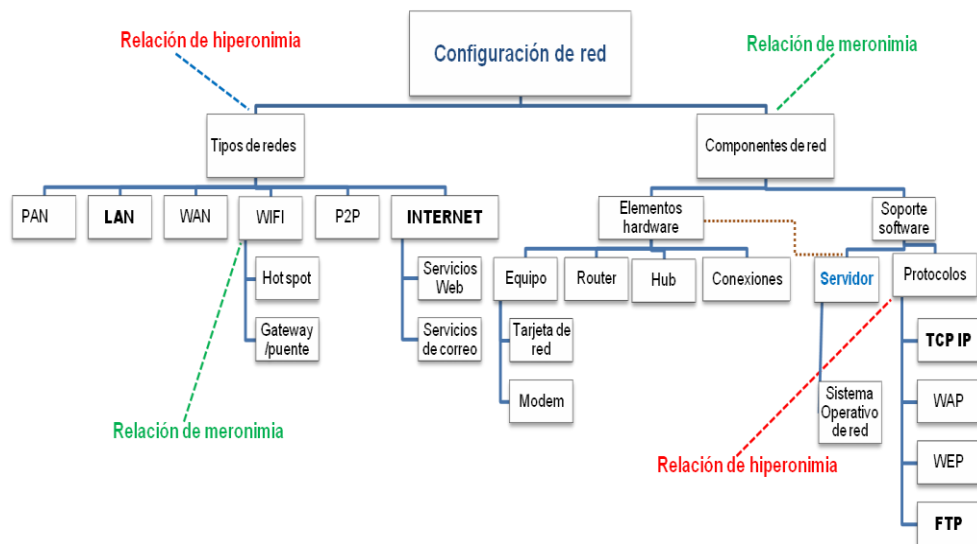 Relación de hiperonimia
Configuración de red
Relación de meronimia
Tipos de redes
Componentes de red
PAN
LAN
WAN
WIFI
P2P
INTERNET
Elementos
hardware
Soporte
software
Hot spot
Gateway
/puente
Servicios
Web
Servicios
de correo
Equipo
Router
Hub
Conexiones
Servidor
Protocolos
Tarjeta de
red
Modem
Sistema
Operativo
de red
TCP IP
WAP
WEP
FTP
Relación de meronimia
Relación de hiperonimia